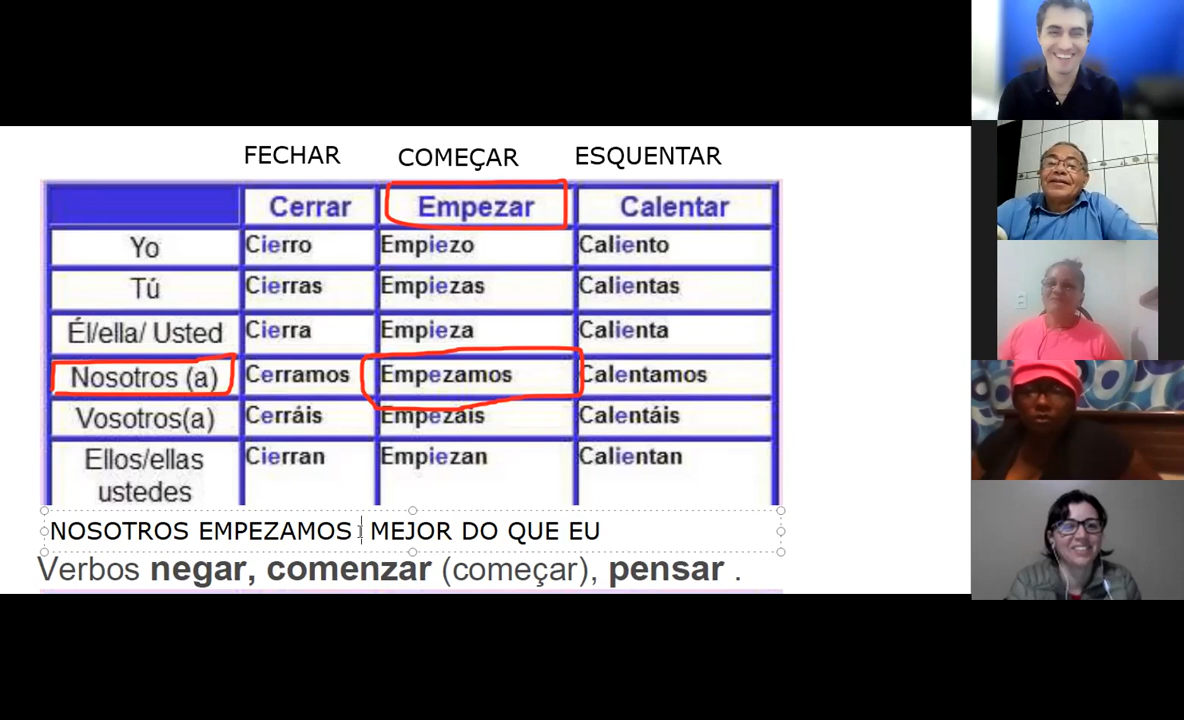 FECHAR COMEÇAR ESQUENTAR
Cerrar Empezar Calentar
Yo Cierro Empiezo Caliento
Tú Cierras Empiezas Calientas
Él/ella/ Usted Cierra Empieza Calienta
Nosotros (a) Cerramos Empezamos Calentamos
Vosotros(a) Cerráis Empezáis Calentáis
Ellos/ellas Cierran Empiezan Calientan
ustedes
NOSOTROS EMPEZAMOS MEJOR DO QUE EU
Verbos negar, comenzar (começar), pensar .